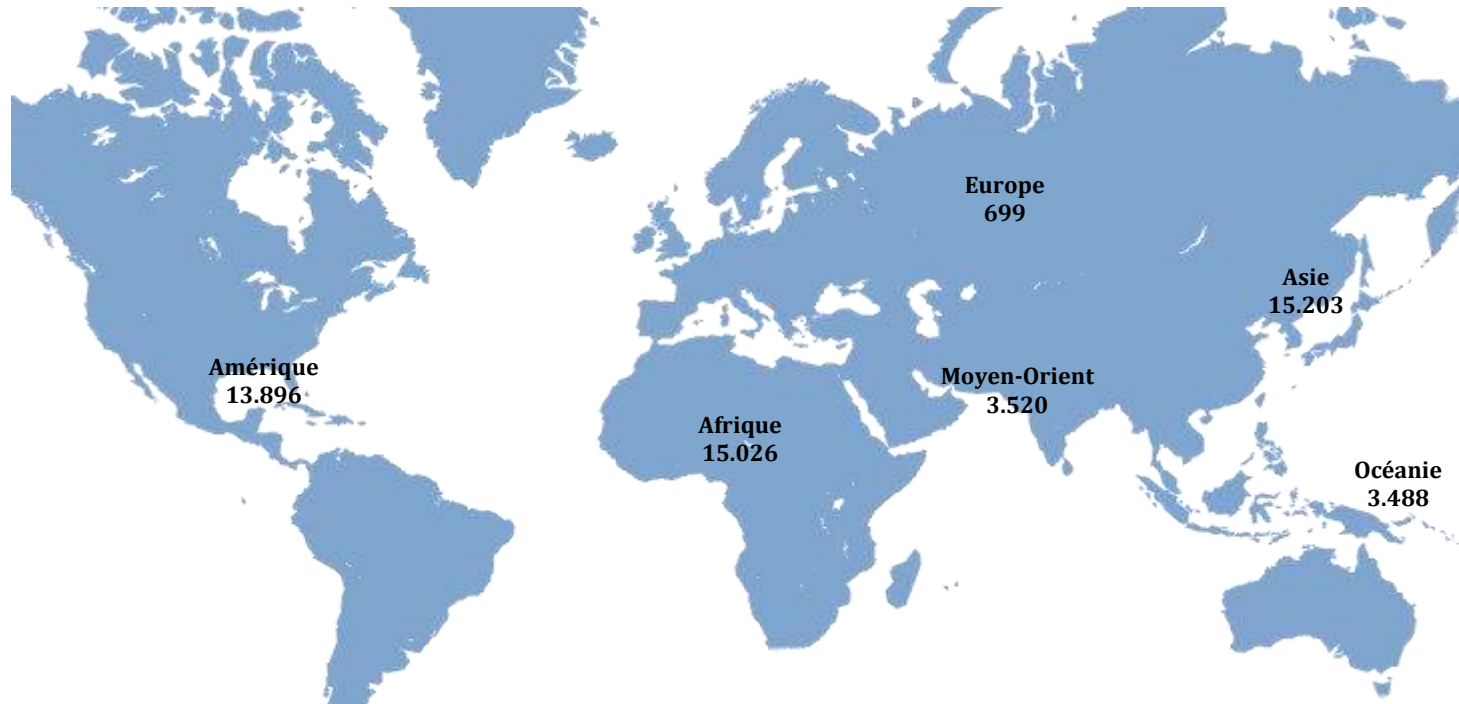 Europe
699
Asie
15.203
Amérique
13.896
Moyen-Orient
3.520
Afrique
15.026
Océanie
3.488